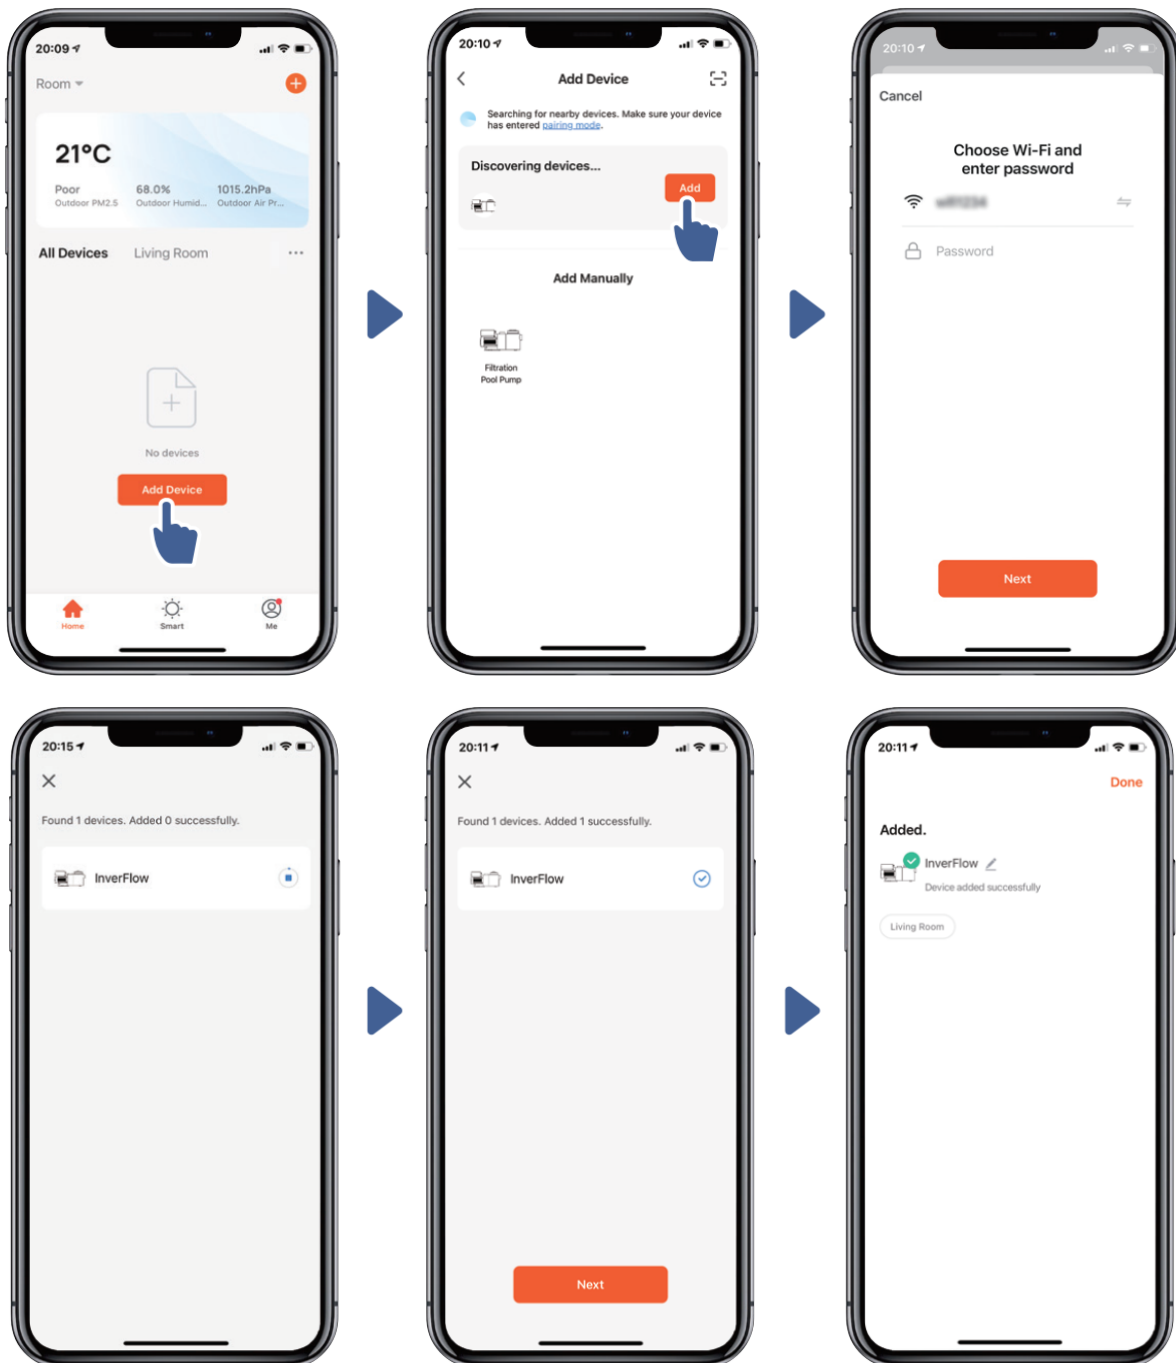 20:09
Room
21°C
Poor
68.0%
1015.2hPa
Outdoor PM2.5
Outdoor Humid...
Outdoor Air Pr...
All Devices
Living Room
No devices
Add Device
Home
Smart
Me
20:10
Add Device
Searching for nearby devices. Make sure your device
has entered pairing mode.
Discovering devices...
Add
Add Manually
Filtration
Pool Pump
20:10
Cancel
Choose Wi-Fi and
enter password
Password
Next
20:15
Found 1 devices. Added 0 successfully.
InverFlow
20:11
Found 1 devices. Added 1 successfully.
InverFlow
Next
20:11
Done
Added.
InverFlow
Device added successfully
Living Room